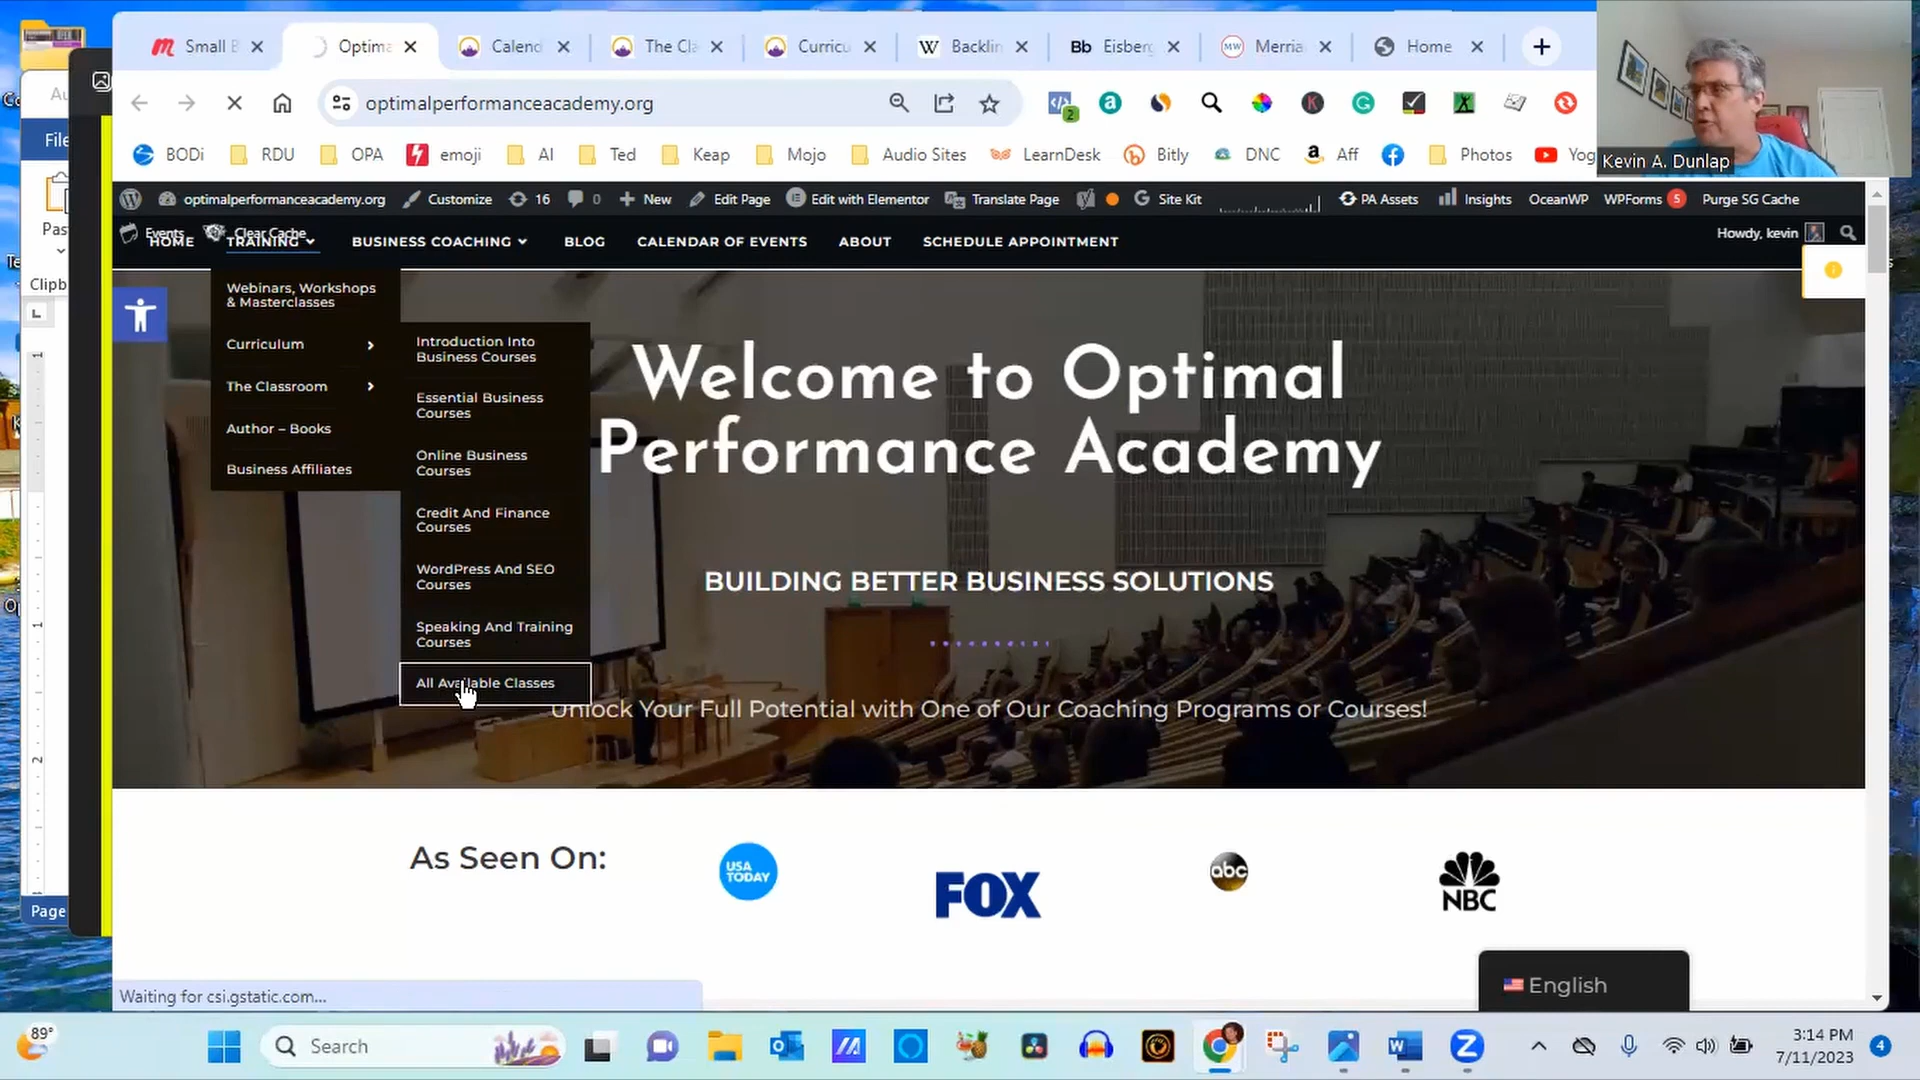 Small B
Optima
Calend
The Cla
Curricu
Backlin
Bb Eisberg
MW Merria
Home
optimalperformanceacademy.org
2
BODi
RDU
OPA
emoji
AI
Ted
Keap
Mojo
Audio Sites
LearnDesk
Bitly
DNC
Aff
Photos
Yog
Kevin A. Dunlap
optimalperformanceacademy.org
Customize
16
0
New
Edit Page
Edit with Elementor
Translate Page
Site Kit
PA Assets
Insights
OceanWP
WPForms 5
Purge SG Cache
Events
Clear Cache
Howdy, kevin
HOME
TRAINING
BUSINESS COACHING
BLOG
CALENDAR OF EVENTS
ABOUT
SCHEDULE APPOINTMENT
Webinars, Workshops
& Masterclasses
Curriculum
The Classroom
Author – Books
Business Affiliates
Introduction Into
Business Courses
Essential Business
Courses
Online Business
Courses
Credit And Finance
Courses
WordPress And SEO
Courses
Speaking And Training
Courses
All Available Classes
Welcome to Optimal
Performance Academy
BUILDING BETTER BUSINESS SOLUTIONS
Unlock Your Full Potential with One of Our Coaching Programs or Courses!
As Seen On:
USA
TODAY
FOX
abc
NBC
English
Waiting for csi.gstatic.com...
File
Clipb
Page
89°
Search
3:14 PM
7/11/2023
4